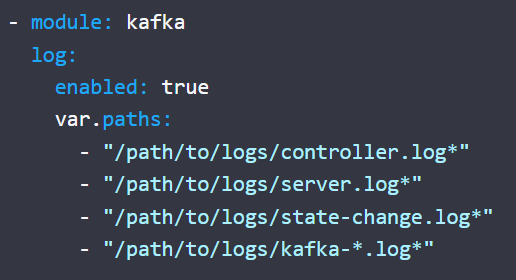 - module: kafka
  log:
    enabled: true
    var.paths:
      - "/path/to/logs/controller.log*"
      - "/path/to/logs/server.log*"
      - "/path/to/logs/state-change.log*"
      - "/path/to/logs/kafka-*.log*"